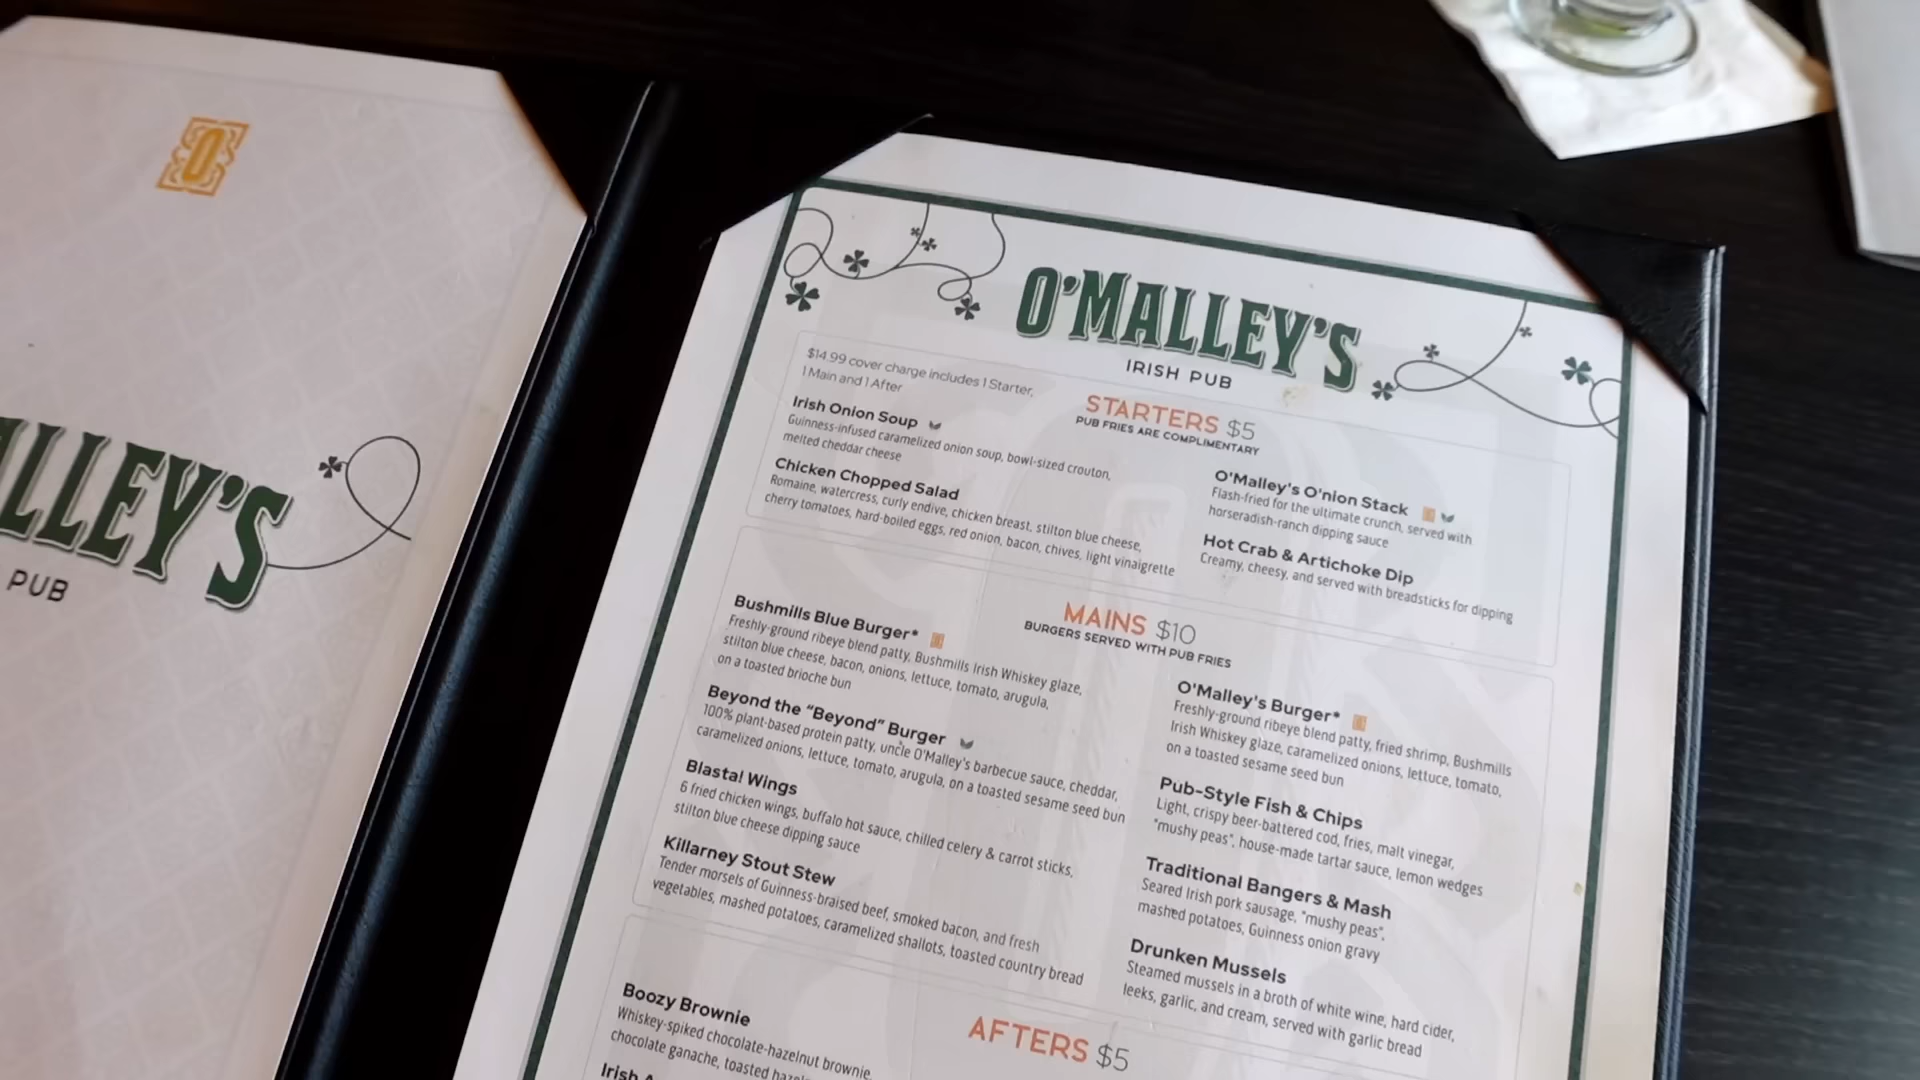 O
ALLEY'S
PUB
O'MALLEY'S
IRISH PUB
$14.99 cover charge includes 1 Starter,
1 Main and 1 After
STARTERS $5
PUB FRIES ARE COMPLIMENTARY
Irish Onion Soup
Guinness-infused caramelized onion soup, bowl-sized crouton,
melted cheddar cheese
Chicken Chopped Salad
Romaine, watercress, curly endive, chicken breast, stilton blue cheese,
cherry tomatoes, hard-boiled eggs, red onion, bacon, chives, light vinaigrette
O'Malley's O'nion Stack
Flash-fried for the ultimate crunch, served with
horseradish-ranch dipping sauce
Hot Crab & Artichoke Dip
Creamy, cheesy, and served with breadsticks for dipping
MAINS $10
BURGERS SERVED WITH PUB FRIES
Bushmills Blue Burger*
Freshly-ground ribeye blend patty, Bushmills Irish Whiskey glaze,
stilton blue cheese, bacon, onions, lettuce, tomato, arugula,
on a toasted brioche bun
Beyond the "Beyond" Burger
100% plant-based protein patty, uncle O'Malley's barbecue sauce, cheddar,
caramelized onions, lettuce, tomato, arugula, on a toasted sesame seed bun
Blasta! Wings
6 fried chicken wings, buffalo hot sauce, chilled celery & carrot sticks,
stilton blue cheese dipping sauce
Killarney Stout Stew
Tender morsels of Guinness-braised beef, smoked bacon, and fresh
vegetables, mashed potatoes, caramelized shallots, toasted country bread
O'Malley's Burger*
Freshly-ground ribeye blend patty, fried shrimp, Bushmills
Irish Whiskey glaze, caramelized onions, lettuce, tomato,
on a toasted sesame seed bun
Pub-Style Fish & Chips
Light, crispy beer-battered cod, fries, malt vinegar,
"mushy peas", house-made tartar sauce, lemon wedges
Traditional Bangers & Mash
Seared Irish pork sausage, "mushy peas",
mashed potatoes, Guinness onion gravy
Drunken Mussels
Steamed mussels in a broth of white wine, hard cider,
leeks, garlic, and cream, served with garlic bread
AFTERS $5
Boozy Brownie
Whiskey-spiked chocolate-hazelnut brownie,
chocolate ganache, toasted
Irish